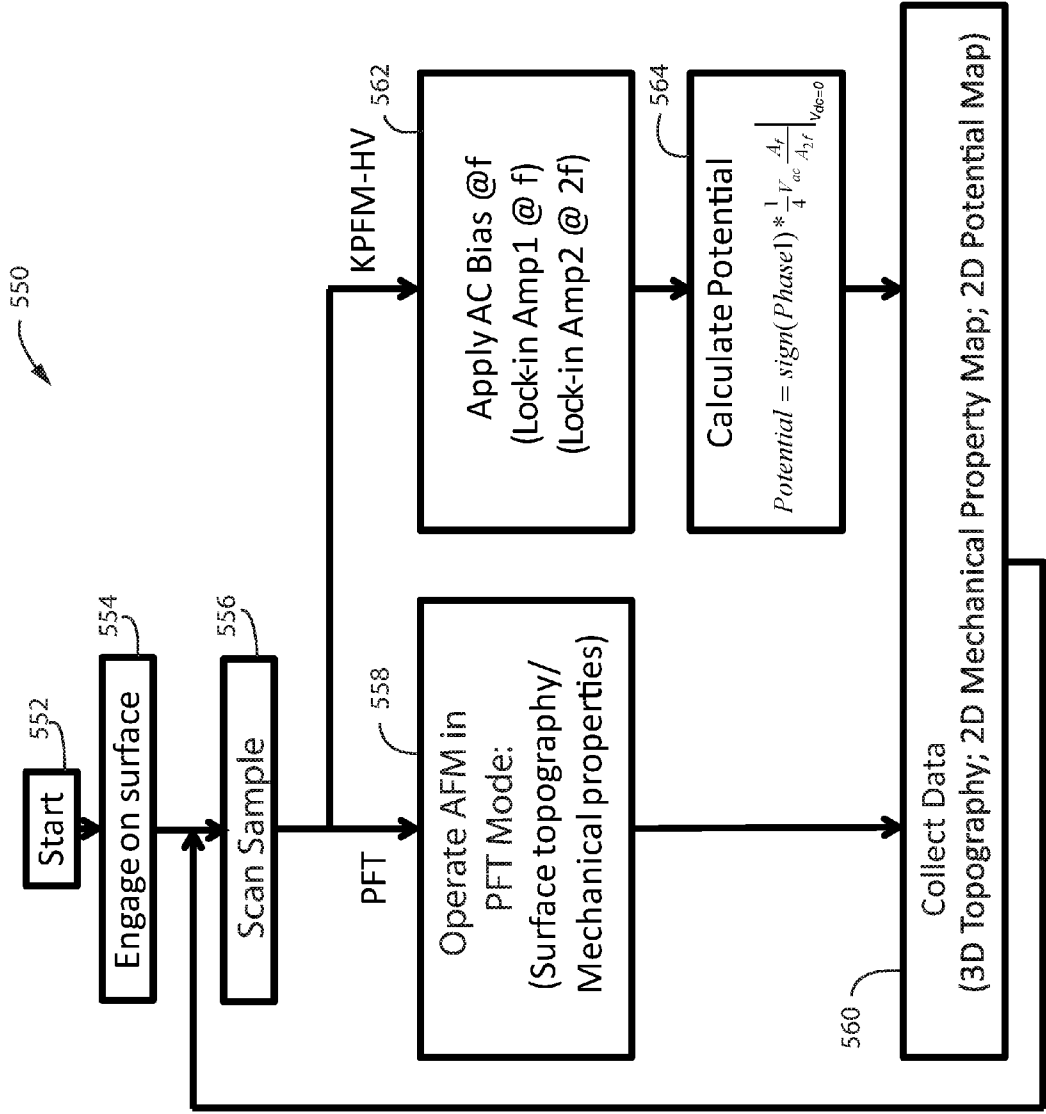 550
552
Start
554
Engage on surface
556
Scan Sample
PFT
KPFM-HV
558
Operate AFM in
PFT Mode:
(Surface topography/
Mechanical properties)
562
Apply AC Bias @f
(Lock-in Amp1 @ f)
(Lock-in Amp2 @ 2f)
564
Calculate Potential
Potential = sign(Phase1) * 1/4 V_ac A_f/A_2f |_Vdc=0
560
Collect Data
(3D Topography; 2D Mechanical Property Map; 2D Potential Map)